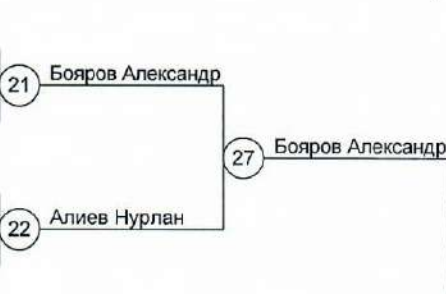 21 Бояров Александр
27 Бояров Александр
22 Алиев Нурлан